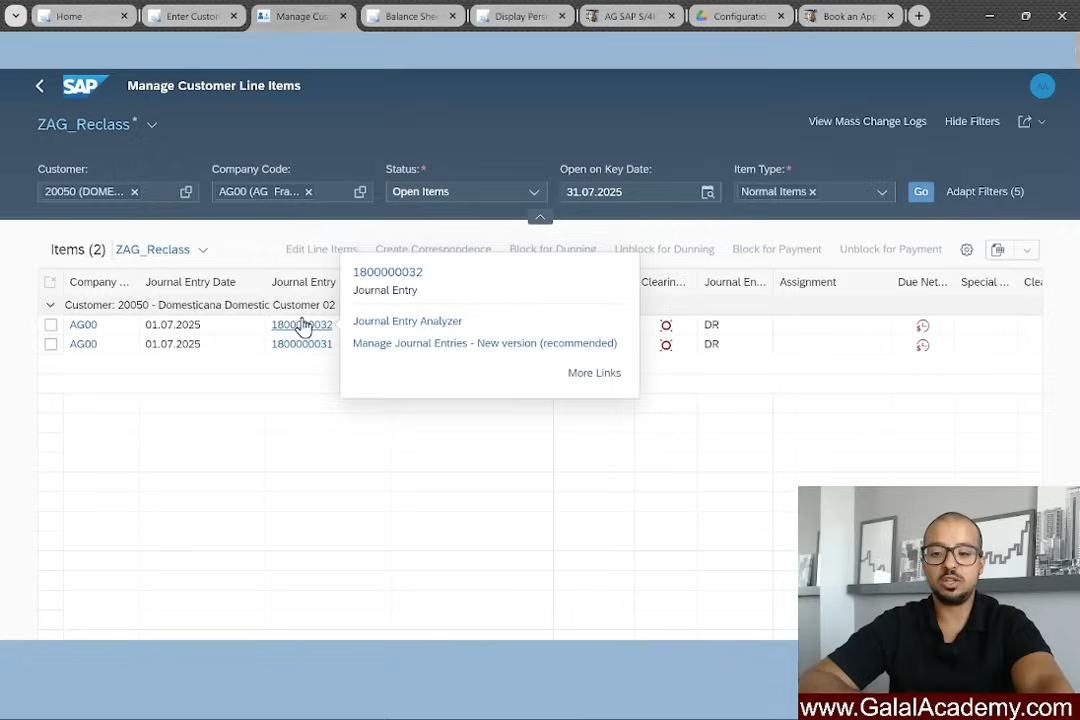 Home
Enter Custon
Manage Cus
Balance She
Display Pers
AG SAP S/4
Configuratio
Book an App
SAP
Manage Customer Line Items
AA
ZAG_Reclass*
View Mass Change Logs
Hide Filters
Customer:
Company Code:
Status:*
Open on Key Date:
Item Type:*
20050 (DOME...
AG00 (AG Fra...
Open Items
31.07.2025
Normal Items
Go
Adapt Filters (5)
Items (2)
ZAG_Reclass
Edit Line Items
Create Correspondence
Block for Dunning
Unblock for Dunning
Block for Payment
Unblock for Payment
Company ...
Journal Entry Date
Journal Entry
Clearin...
Journal En...
Assignment
Due Net...
Special ...
Clea
Customer: 20050 - Domesticana Domestic Customer 02
AG00
01.07.2025
1800000032
DR
AG00
01.07.2025
1800000031
DR
1800000032
Journal Entry
Journal Entry Analyzer
Manage Journal Entries - New version (recommended)
More Links
www.GalalAcademy.com